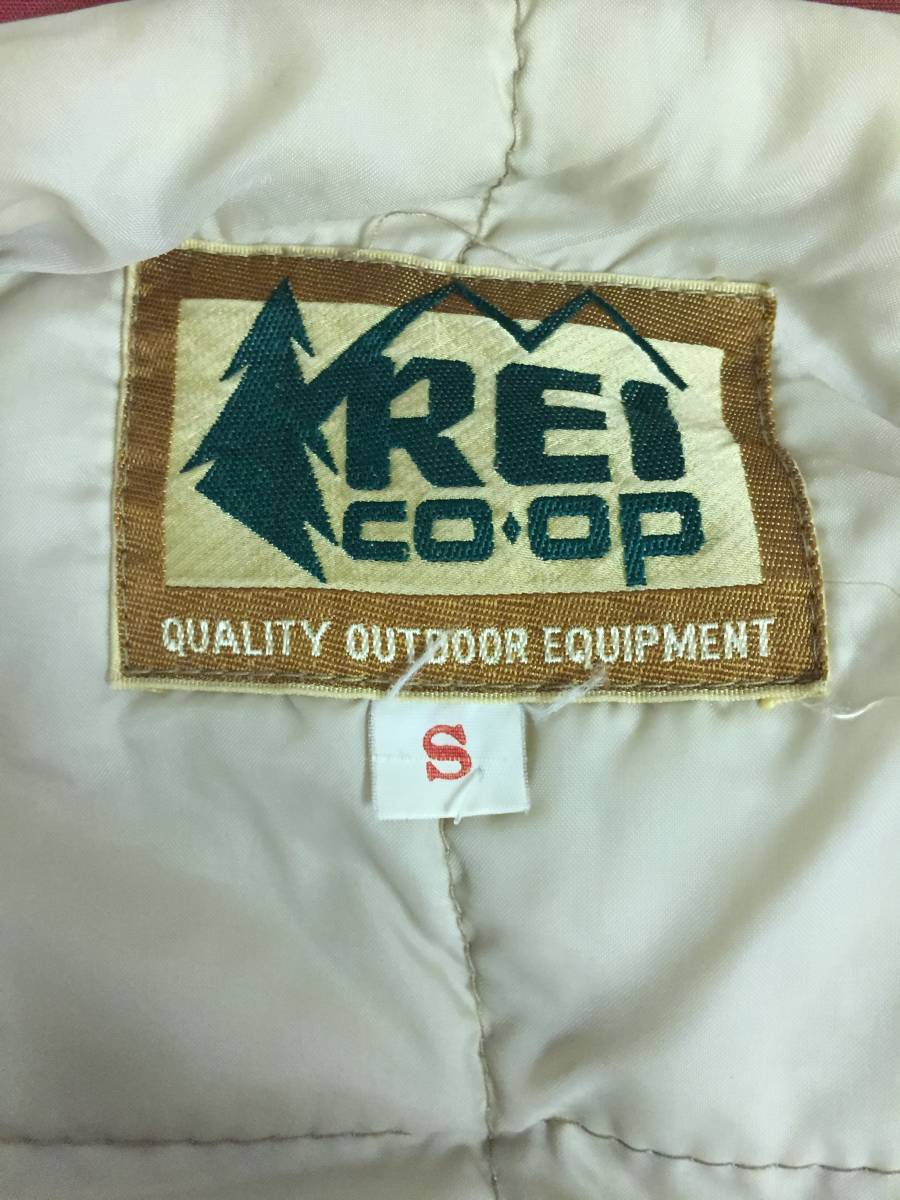 REI
CO·OP
QUALITY OUTDOOR EQUIPMENT
S